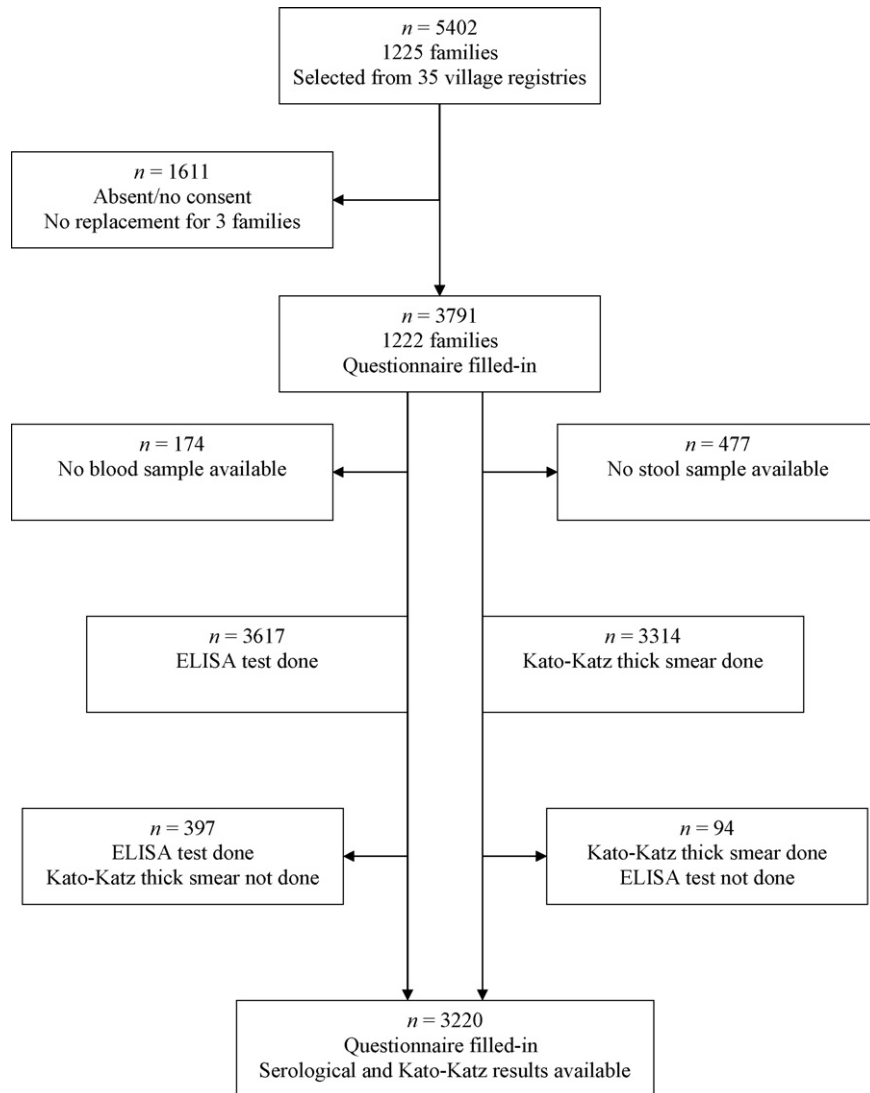 n = 5402
1225 families
Selected from 35 village registries
n = 1611
Absent/no consent
No replacement for 3 families
n = 3791
1222 families
Questionnaire filled-in
n = 174
No blood sample available
n = 477
No stool sample available
n = 3617
ELISA test done
n = 3314
Kato-Katz thick smear done
n = 397
ELISA test done
Kato-Katz thick smear not done
n = 94
Kato-Katz thick smear done
ELISA test not done
n = 3220
Questionnaire filled-in
Serological and Kato-Katz results available